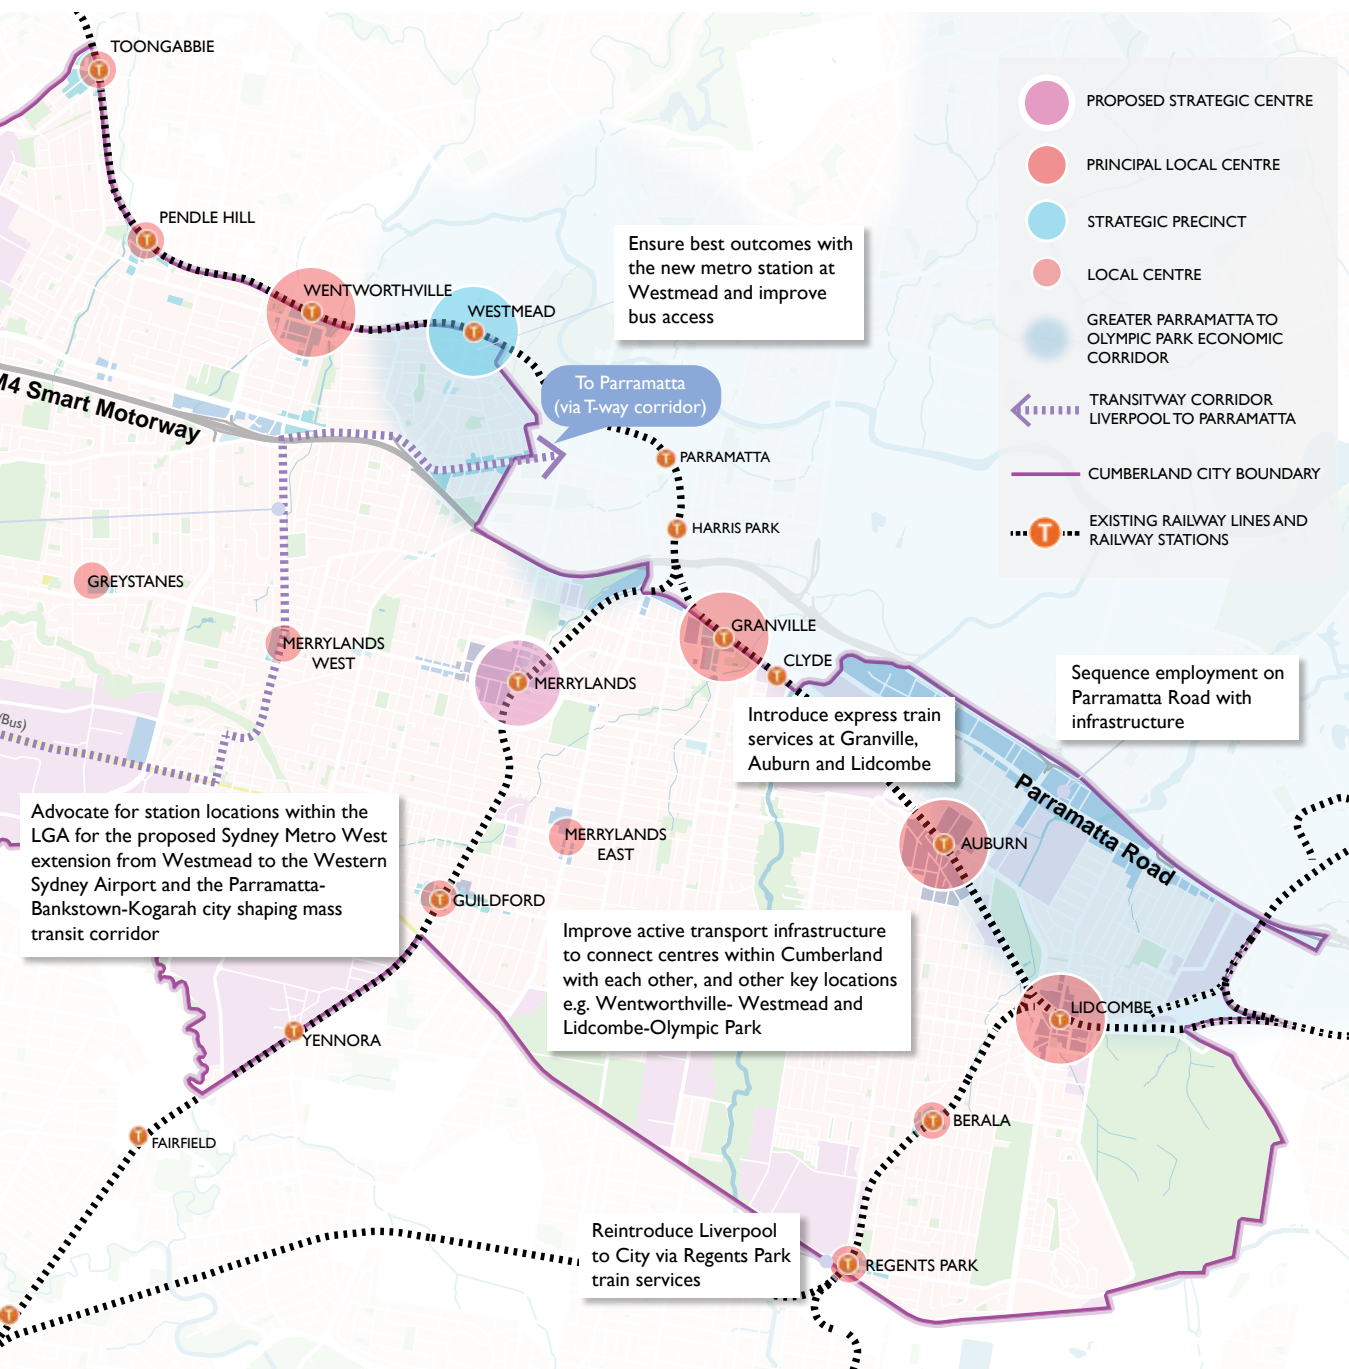 TOONGABBIE
PENDLE HILL
WENTWORTHVILLE
WESTMEAD
Ensure best outcomes with
the new metro station at
Westmead and improve
bus access
PROPOSED STRATEGIC CENTRE
PRINCIPAL LOCAL CENTRE
STRATEGIC PRECINCT
LOCAL CENTRE
GREATER PARRAMATTA TO
OLYMPIC PARK ECONOMIC
CORRIDOR
TRANSITWAY CORRIDOR
LIVERPOOL TO PARRAMATTA
CUMBERLAND CITY BOUNDARY
T
EXISTING RAILWAY LINES AND
RAILWAY STATIONS
M4 Smart Motorway
To Parramatta
(via T-way corridor)
PARRAMATTA
HARRIS PARK
GREYSTANES
MERRYLANDS
WEST
MERRYLANDS
GRANVILLE
CLYDE
Sequence employment on
Parramatta Road with
infrastructure
Introduce express train
services at Granville,
Auburn and Lidcombe
(Bus)
Parramatta Road
Advocate for station locations within the
LGA for the proposed Sydney Metro West
extension from Westmead to the Western
Sydney Airport and the Parramatta-
Bankstown-Kogarah city shaping mass
transit corridor
MERRYLANDS
EAST
AUBURN
GUILDFORD
Improve active transport infrastructure
to connect centres within Cumberland
with each other, and other key locations
e.g. Wentworthville- Westmead and
Lidcombe-Olympic Park
LIDCOMBE
YENNORA
BERALA
FAIRFIELD
Reintroduce Liverpool
to City via Regents Park
train services
REGENTS PARK